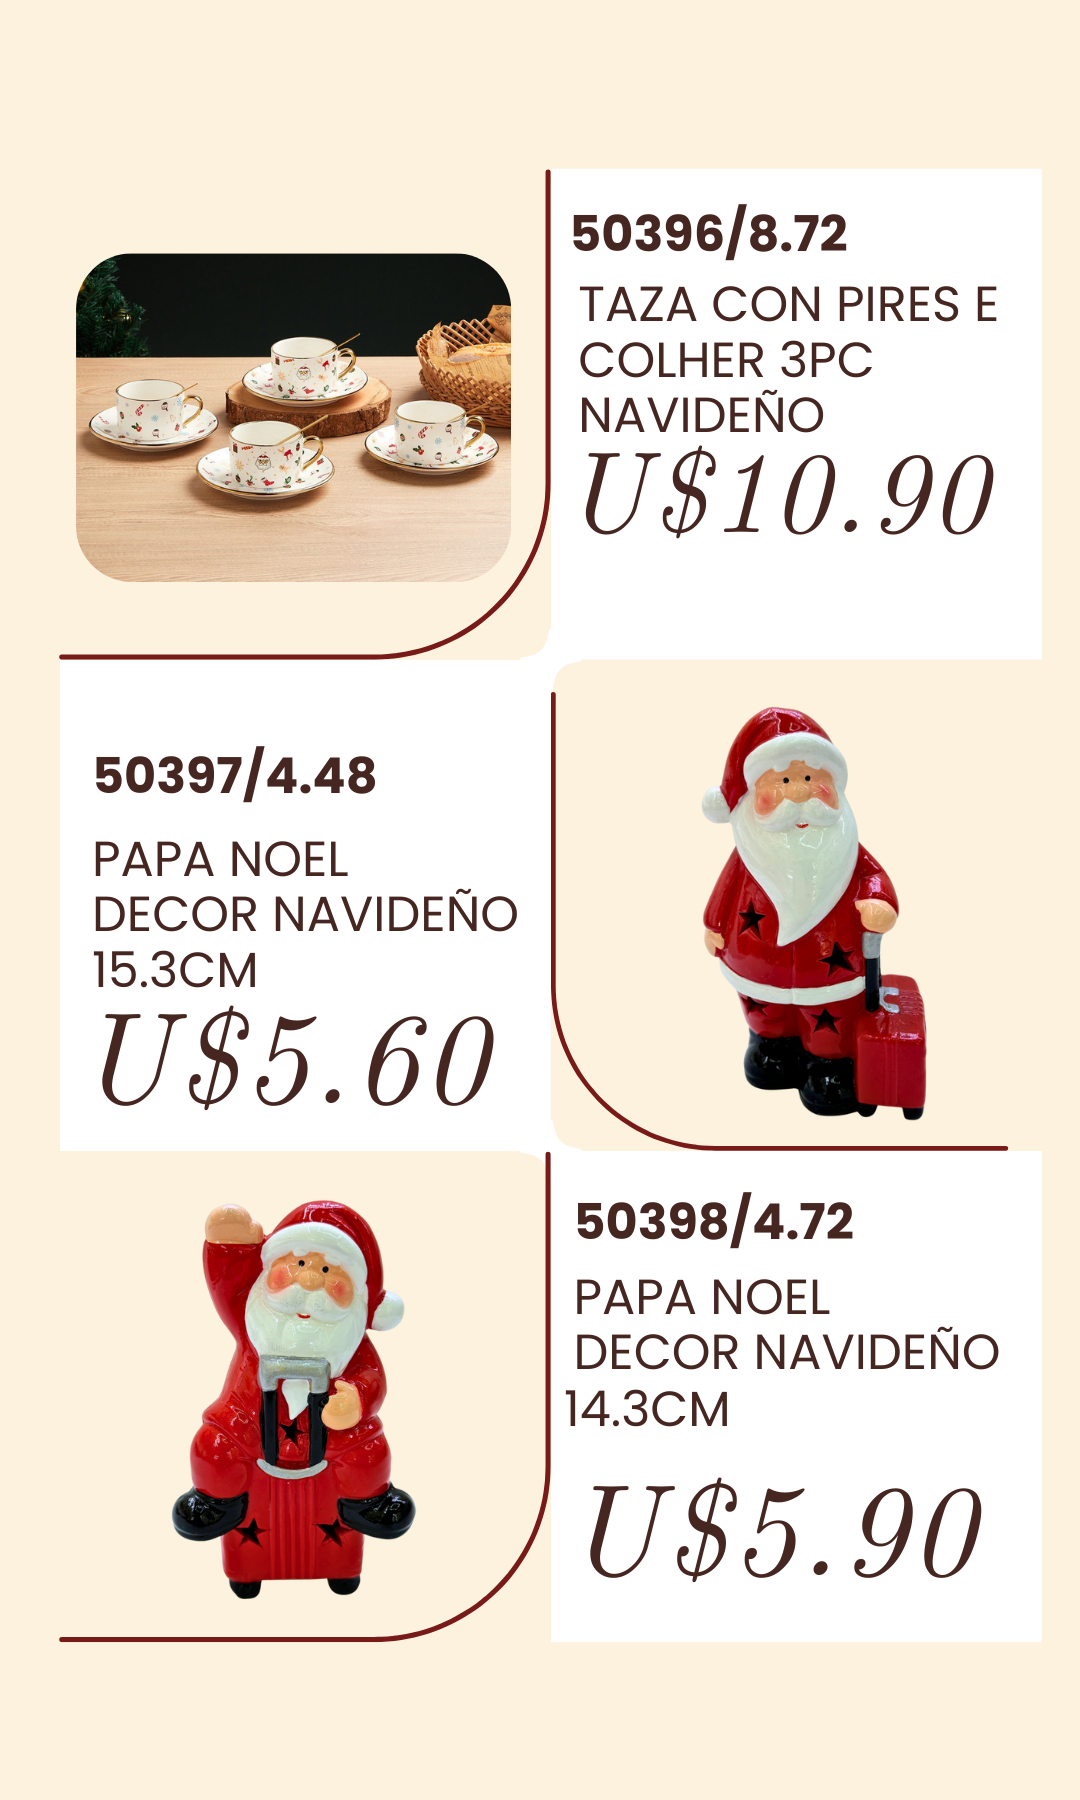 50396/8.72
TAZA CON PIRES E
COLHER 3PC
NAVIDEÑO
U$10.90
50397/4.48
PAPA NOEL
DECOR NAVIDEÑO
15.3CM
U$5.60
50398/4.72
PAPA NOEL
DECOR NAVIDEÑO
14.3CM
U$5.90